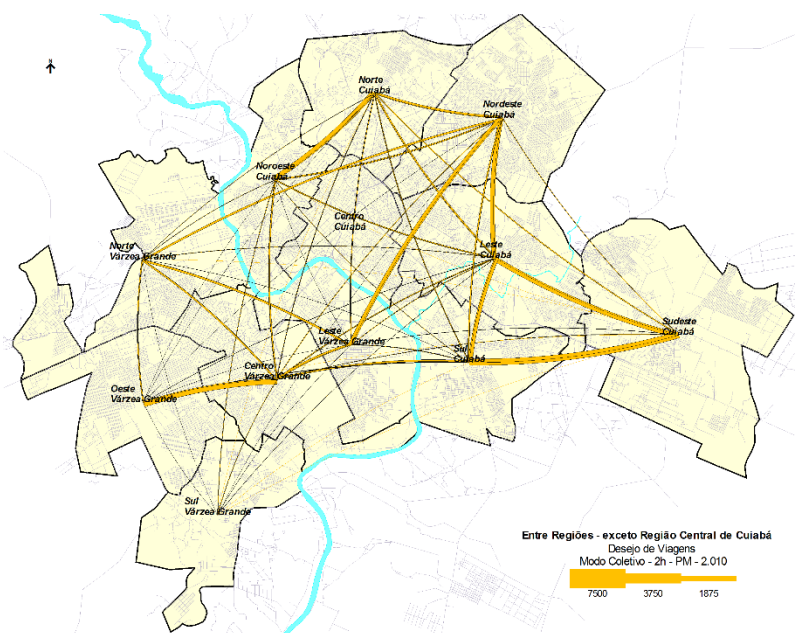 Norte
Cuiabá
Nordeste
Cuiabá
Noroeste
Cuiabá
Centro
Cuiabá
Norte
Várzea Grande
Leste
Cuiabá
Leste
Várzea Grande
Sudeste
Cuiabá
Sul
Cuiabá
Centro
Várzea Grande
Oeste
Várzea Grande
Sul
Várzea Grande
Entre Regiões - exceto Região Central de Cuiabá
Desejo de Viagens
Modo Coletivo - 2h - PM - 2.010
7500 3750 1875